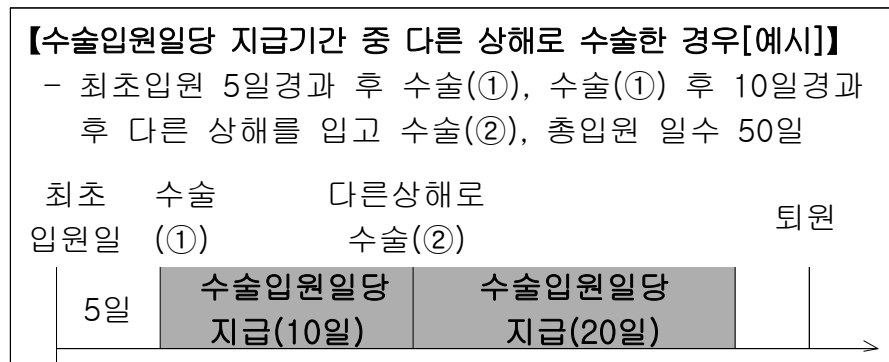 【수술입원일당 지급기간 중 다른 상해로 수술한 경우[예시]】
- 최초입원 5일경과 후 수술(①), 수술(①) 후 10일경과
후 다른 상해를 입고 수술(②), 총입원 일수 50일
최초 수술 다른상해로
입원일 (①) 수술(②)
퇴원
5일
수술입원일당
지급(10일)
수술입원일당
지급(20일)